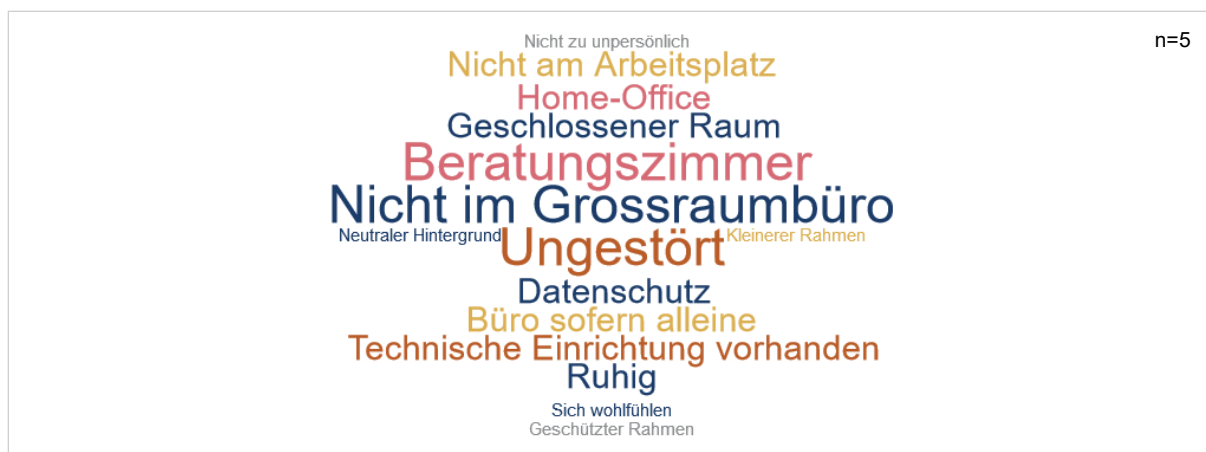 n=5
Nicht zu unpersönlich
Nicht am Arbeitsplatz
Home-Office
Geschlossener Raum
Beratungszimmer
Nicht im Grossraumbüro
Neutraler Hintergrund
Ungestört
Kleinerer Rahmen
Datenschutz
Büro sofern alleine
Technische Einrichtung vorhanden
Ruhig
Sich wohlfühlen
Geschützter Rahmen